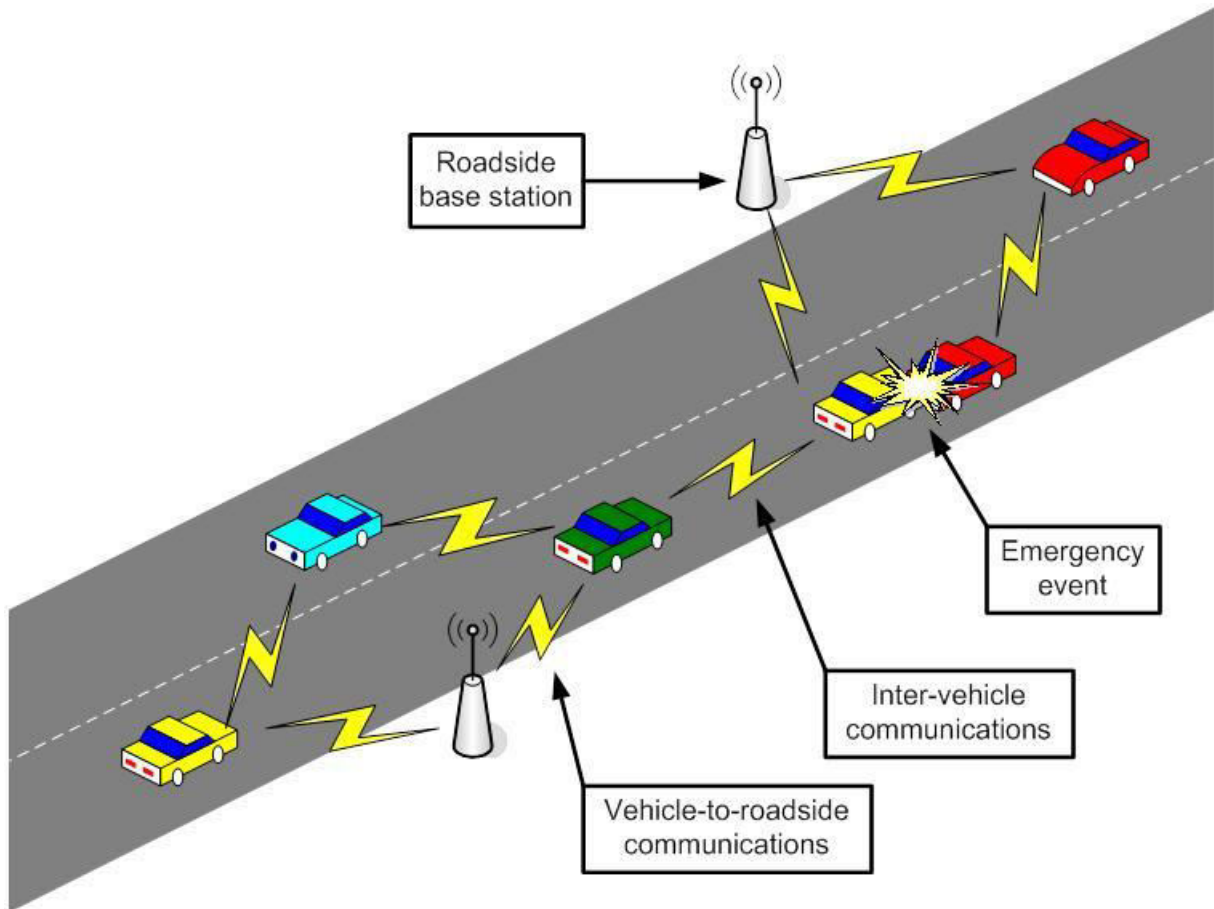 Roadside
base station
Emergency
event
Inter-vehicle
communications
Vehicle-to-roadside
communications